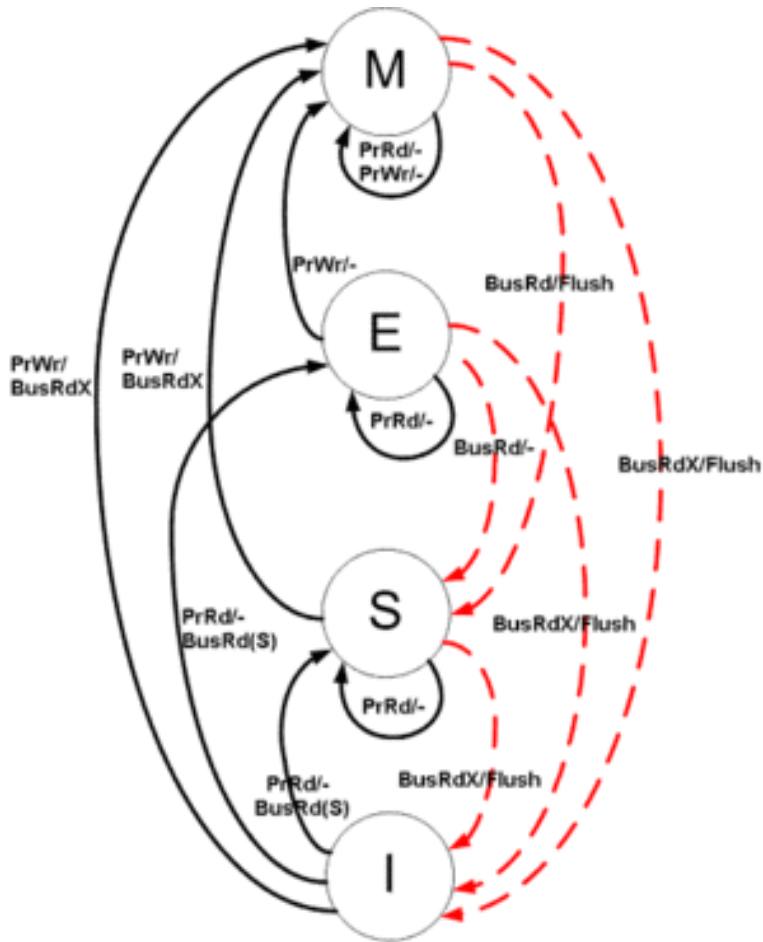 M
PrRd/-
PrWr/-
PrWr/-
BusRd/Flush
E
PrWr/
BusRdX
PrWr/
BusRdX
PrRd/-
BusRd/-
BusRdX/Flush
S
PrRd/-
BusRd(S)
BusRdX/Flush
PrRd/-
PrRd/-
BusRd(S)
BusRdX/Flush
I